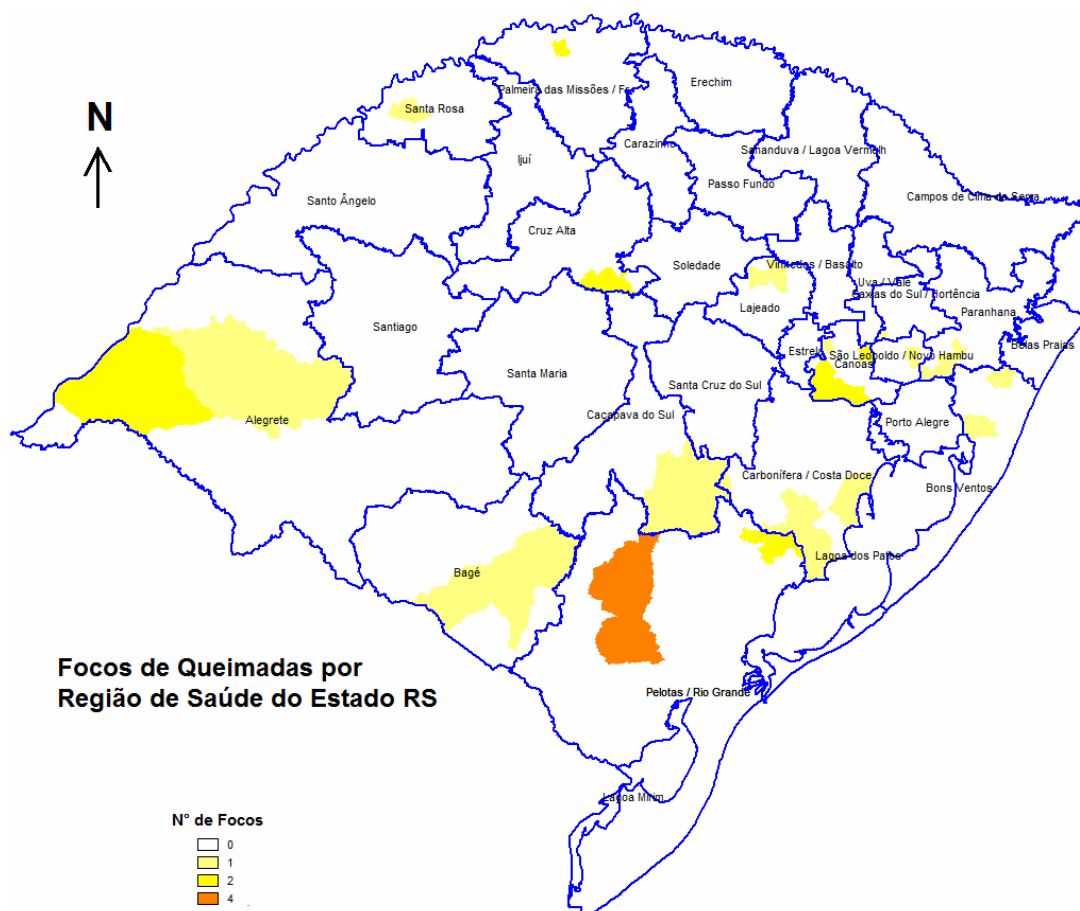 Palmeira das Missões / Fr
Erechim
Santa Rosa
N
Carazinho
Sananduva / Lagoa Vermelh
Ijuí
Passo Fundo
Santo Ângelo
Campos de Cima da Serra
Cruz Alta
Soledade
Vinhedos / Basalto
Uva / Vale
Caxias do Sul / Hortência
Lajeado
Paranhana
Santiago
Belas Praias
Estrela
São Leopoldo / Novo Hambu
Canoas
Santa Maria
Santa Cruz do Sul
Caçapava do Sul
Alegrete
Porto Alegre
Carbonífera / Costa Doce
Bons Ventos
Lagoa dos Patos
Bagé
Focos de Queimadas por
Região de Saúde do Estado RS
Pelotas / Rio Grande
Lagoa Mirim
N° de Focos
0
1
2
4